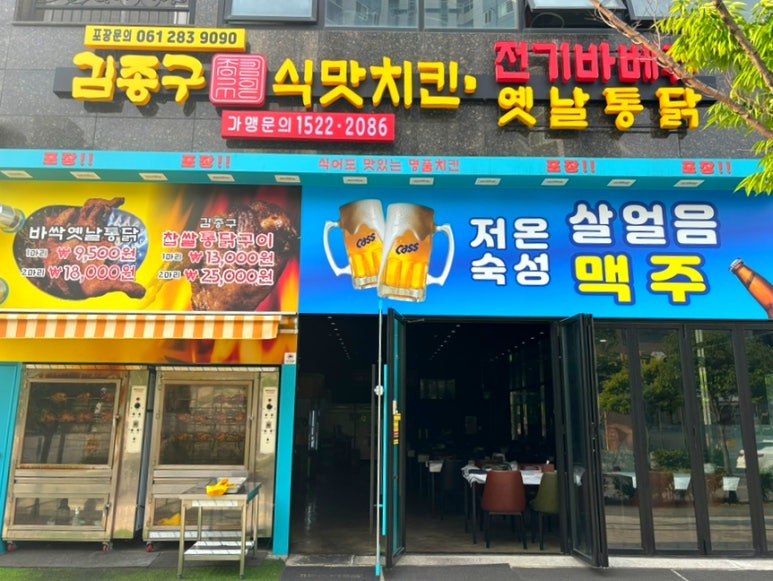 포장문의 061 283 9090
김종구 식맛치킨·
전기바베큐
옛날통닭
가맹문의 1522·2086
포장!! 포장!! 식어도 맛있는 명품치킨 포장!! 포장!!
바싹옛날통닭
1마리 ₩9,500원
2마리 ₩18,000원
김종구
찹쌀통닭구이
1마리 ₩13,000원
2마리 ₩25,000원
Cass Cass
저온
숙성
살얼음
맥주